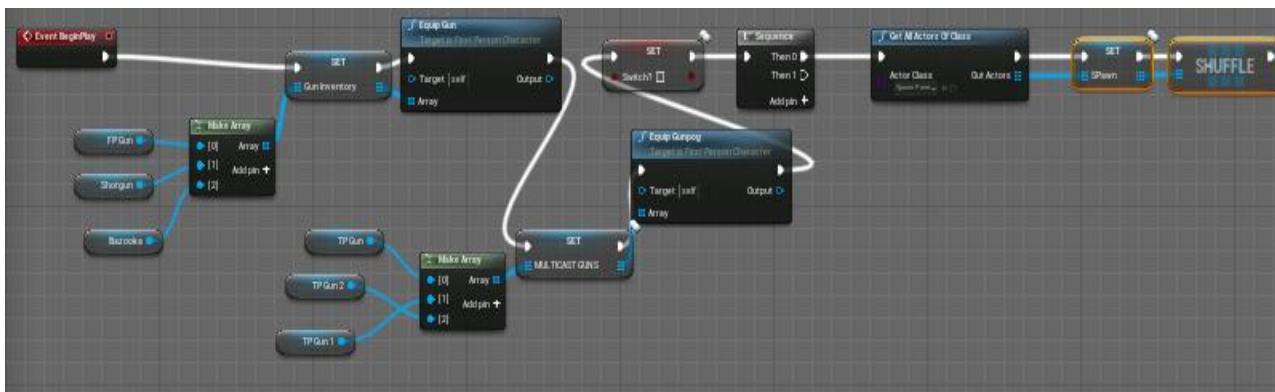 Event BeginPlay
SET
Gun Inventory
Equip Gun
Target is First Person Character
Target self
Output
Array
SET
Switch?
Sequence
Then 0
Then 1
Add pin +
Get All Actors Of Class
Actor Class
Out Actors
SET
SPawn
SHUFFLE
FP Gun
Shotgun
Bazooka
Make Array
[0] Array
[1] Add pin +
[2]
Equip Gunpog
Target is First Person Character
Target self
Output
Array
TP Gun
TP Gun 2
TP Gun 1
Make Array
[0] Array
[1] Add pin +
[2]
SET
MULTICAST GUNS